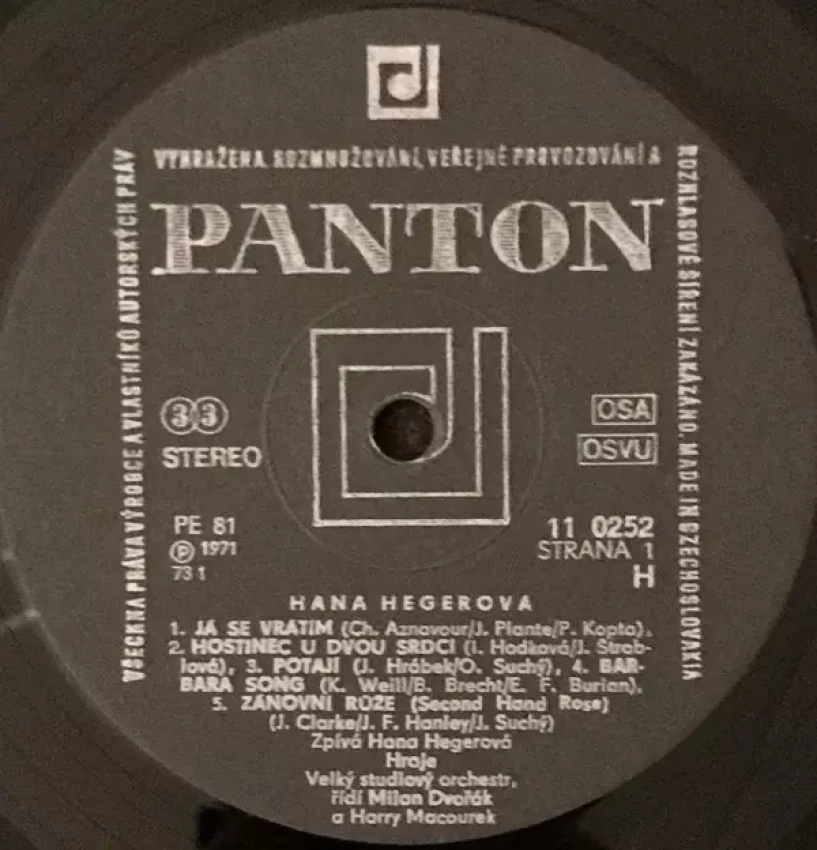 VYHRAŽENA. ROZMNOŽOVÁNÍ, VEŘEJNÉ PROVOZOVÁNÍ A
ROZHLASOVÉ ŠÍŘENÍ ZAKÁZÁNO. MADE IN CZECHOSLOVAKIA
VŠECHNA PRÁVA VÝROBCE A VLASTNÍKŮ AUTORSKÝCH PRÁV
PANTON
33
STEREO
OSA
OSVU
PE 81
Ⓟ 1971
73 1
11 0252
STRANA 1
H
HANA HEGEROVÁ
1. JÁ SE VRÁTÍM (Ch. Aznavour/J. Plante/P. Kopta),
2. HOSTINEC U DVOU SRDCÍ (I. Hodková/J. Štrab-
lová), 3. POTAJÍ (J. Hrábek/O. Suchý), 4. BAR-
BARA SONG (K. Weill/B. Brecht/E. F. Burian),
5. ZÁNOVNÍ RŮŽE (Second Hand Rose)
(J. Clarke/J. F. Hanley/J. Suchý)
Zpívá Hana Hegerová
Hraje
Velký studiový orchestr,
řídí Milan Dvořák
a Harry Macourek